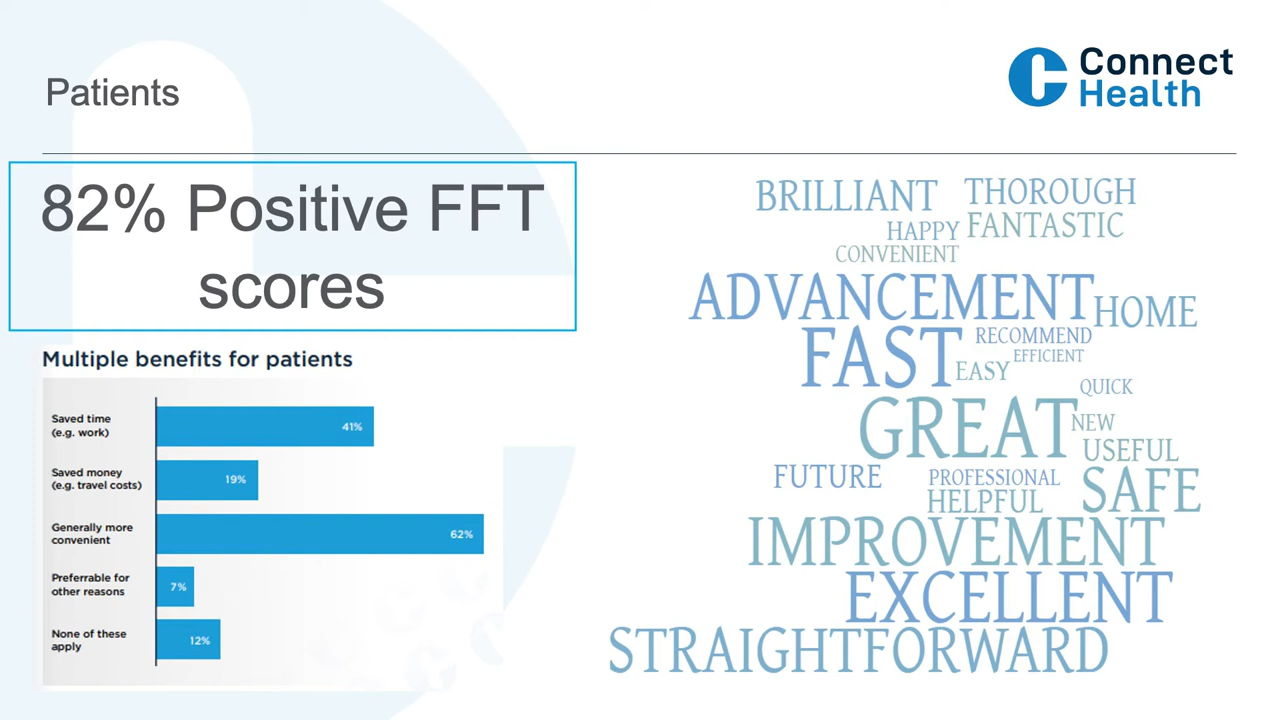 Patients
Connect
Health
82% Positive FFT
scores
Multiple benefits for patients
Saved time
(e.g. work)
41%
Saved money
(e.g. travel costs)
19%
Generally more
convenient
62%
Preferrable for
other reasons
7%
None of these
apply
12%
BRILLIANT THOROUGH
HAPPY FANTASTIC
CONVENIENT
ADVANCEMENT HOME
FAST RECOMMEND
EFFICIENT
EASY
QUICK
GREAT NEW
USEFUL
FUTURE PROFESSIONAL SAFE
HELPFUL
IMPROVEMENT
EXCELLENT
STRAIGHTFORWARD